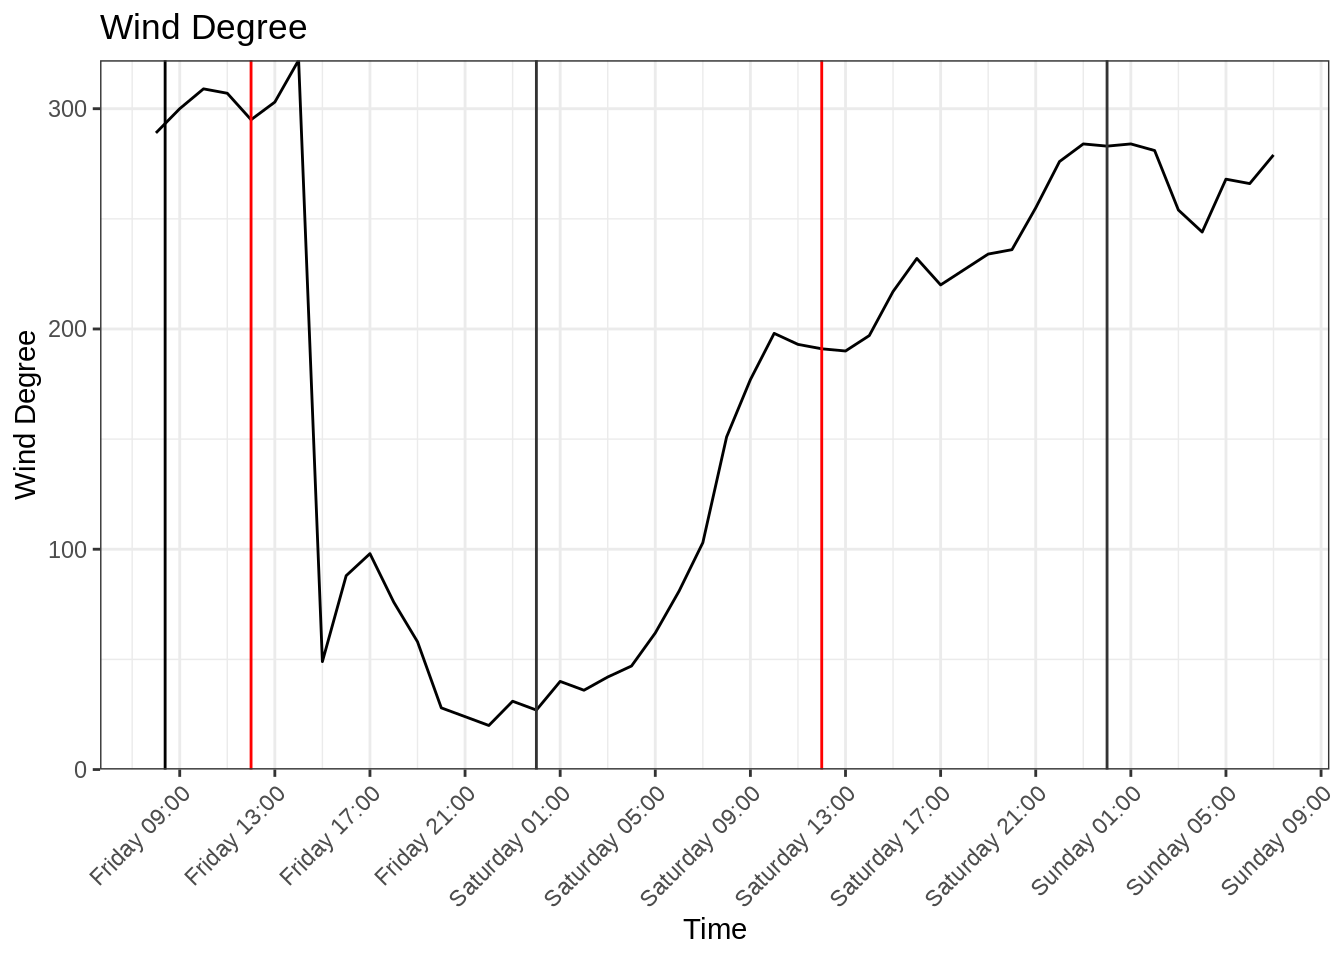 Wind Degree
Wind Degree
300
200
100
0
Friday 09:00
Friday 13:00
Friday 17:00
Friday 21:00
Saturday 01:00
Saturday 05:00
Saturday 09:00
Saturday 13:00
Saturday 17:00
Saturday 21:00
Sunday 01:00
Sunday 05:00
Sunday 09:00
Time